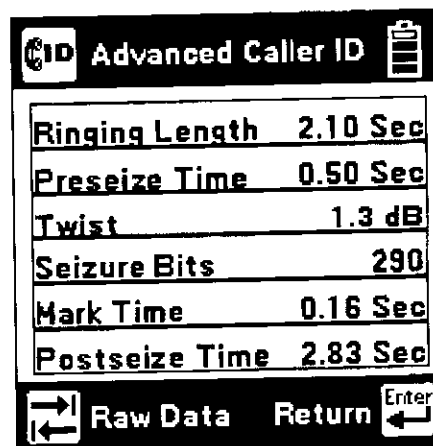 ID Advanced Caller ID
Ringing Length 2.10 Sec
Preseize Time 0.50 Sec
Twist 1.3 dB
Seizure Bits 290
Mark Time 0.16 Sec
Postseize Time 2.83 Sec
Raw Data Return Enter